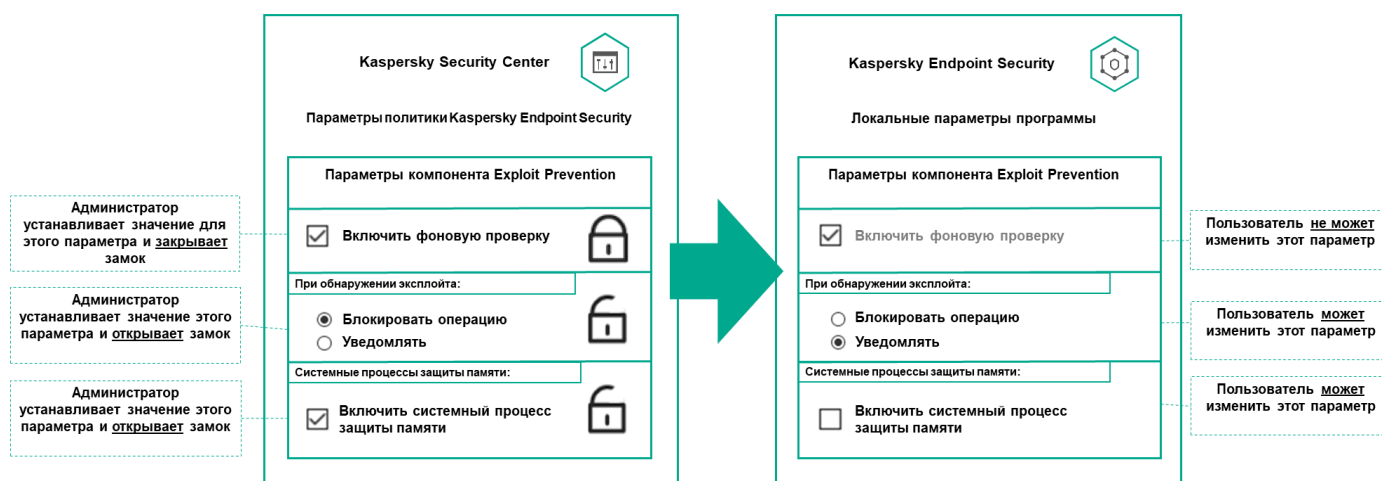 Kaspersky Security Center
Параметры политики Kaspersky Endpoint Security
Параметры компонента Exploit Prevention
Администратор
устанавливает значение для
этого параметра и закрывает
замок
Включить фоновую проверку
При обнаружении эксплойта:
Администратор
устанавливает значение этого
параметра и открывает замок
Блокировать операцию
Уведомлять
Системные процессы защиты памяти:
Администратор
устанавливает значение этого
параметра и открывает замок
Включить системный процесс
защиты памяти
Kaspersky Endpoint Security
Локальные параметры программы
Параметры компонента Exploit Prevention
Включить фоновую проверку
Пользователь не может
изменить этот параметр
При обнаружении эксплойта:
Блокировать операцию
Уведомлять
Пользователь может
изменить этот параметр
Системные процессы защиты памяти:
Включить системный процесс
защиты памяти
Пользователь может
изменить этот параметр